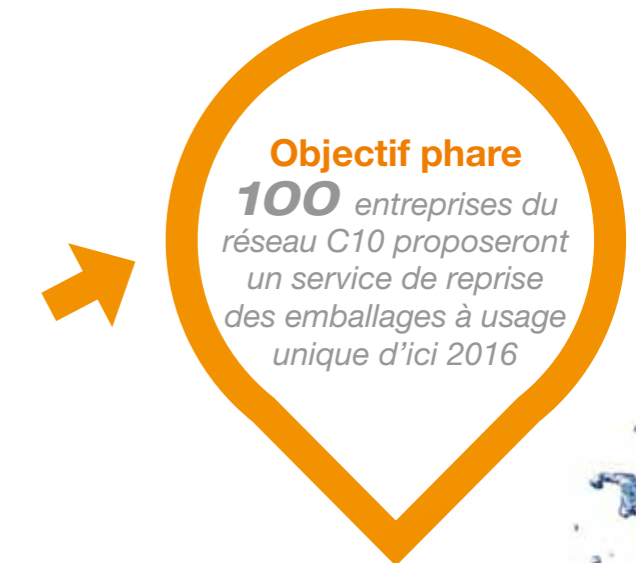 Objectif phare
100 entreprises du
réseau C10 proposeront
un service de reprise
des emballages à usage
unique d’ici 2016